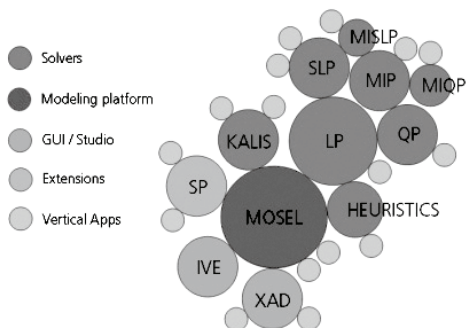 Solvers
Modeling platform
GUI / Studio
Extensions
Vertical Apps
MISLP
SLP
MIP
MIQP
KALIS
LP
QP
SP
MOSEL
HEURISTICS
IVE
XAD